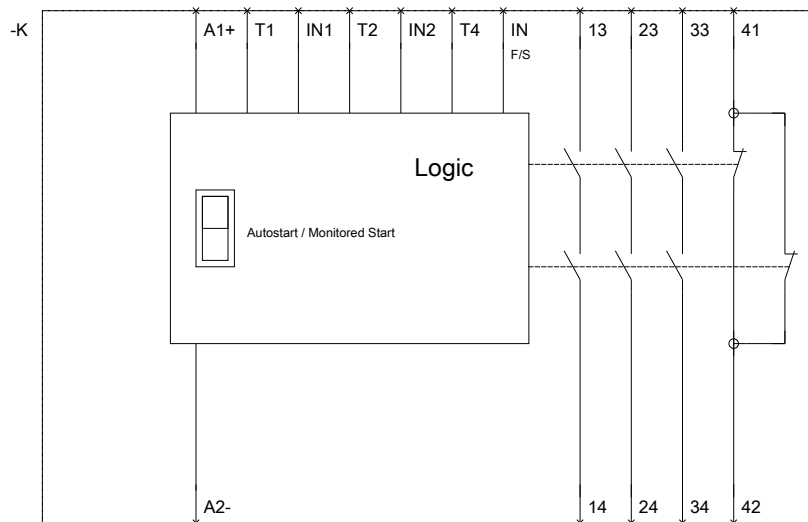 -K A1+ T1 IN1 T2 IN2 T4 IN 13 23 33 41
F/S
Logic
Autostart / Monitored Start
A2- 14 24 34 42